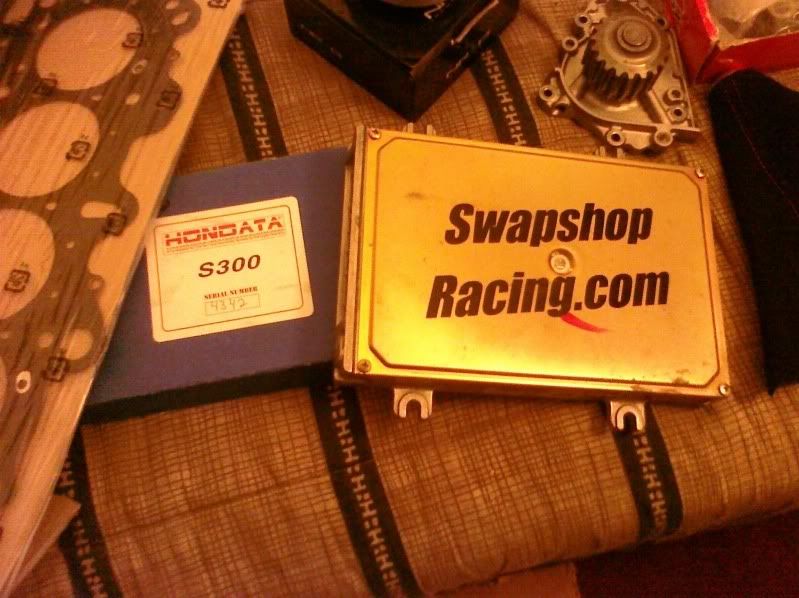 HONDATA
S300
SERIAL NUMBER
4342
Swapshop
Racing.com